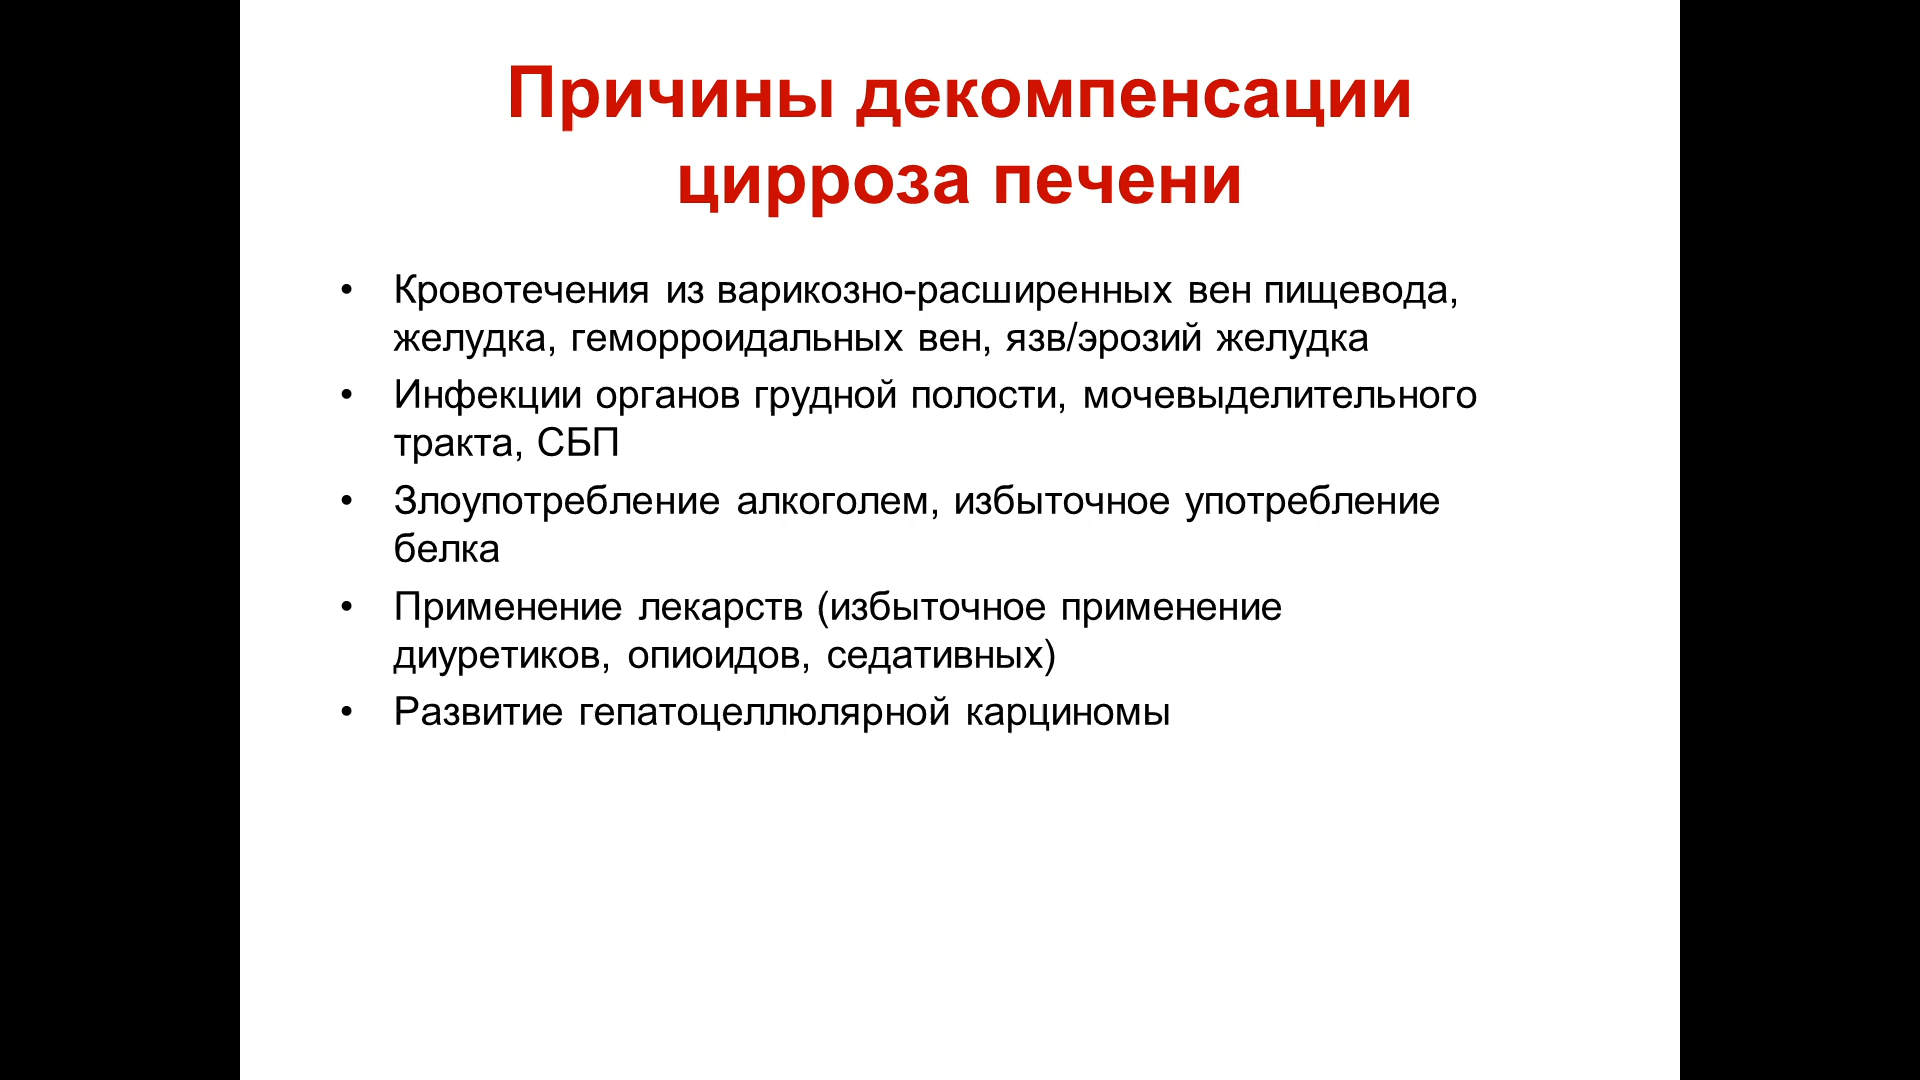 Причины декомпенсации
цирроза печени
• Кровотечения из варикозно-расширенных вен пищевода,
желудка, геморроидальных вен, язв/эрозий желудка
• Инфекции органов грудной полости, мочевыделительного
тракта, СБП
• Злоупотребление алкоголем, избыточное употребление
белка
• Применение лекарств (избыточное применение
диуретиков, опиоидов, седативных)
• Развитие гепатоцеллюлярной карциномы